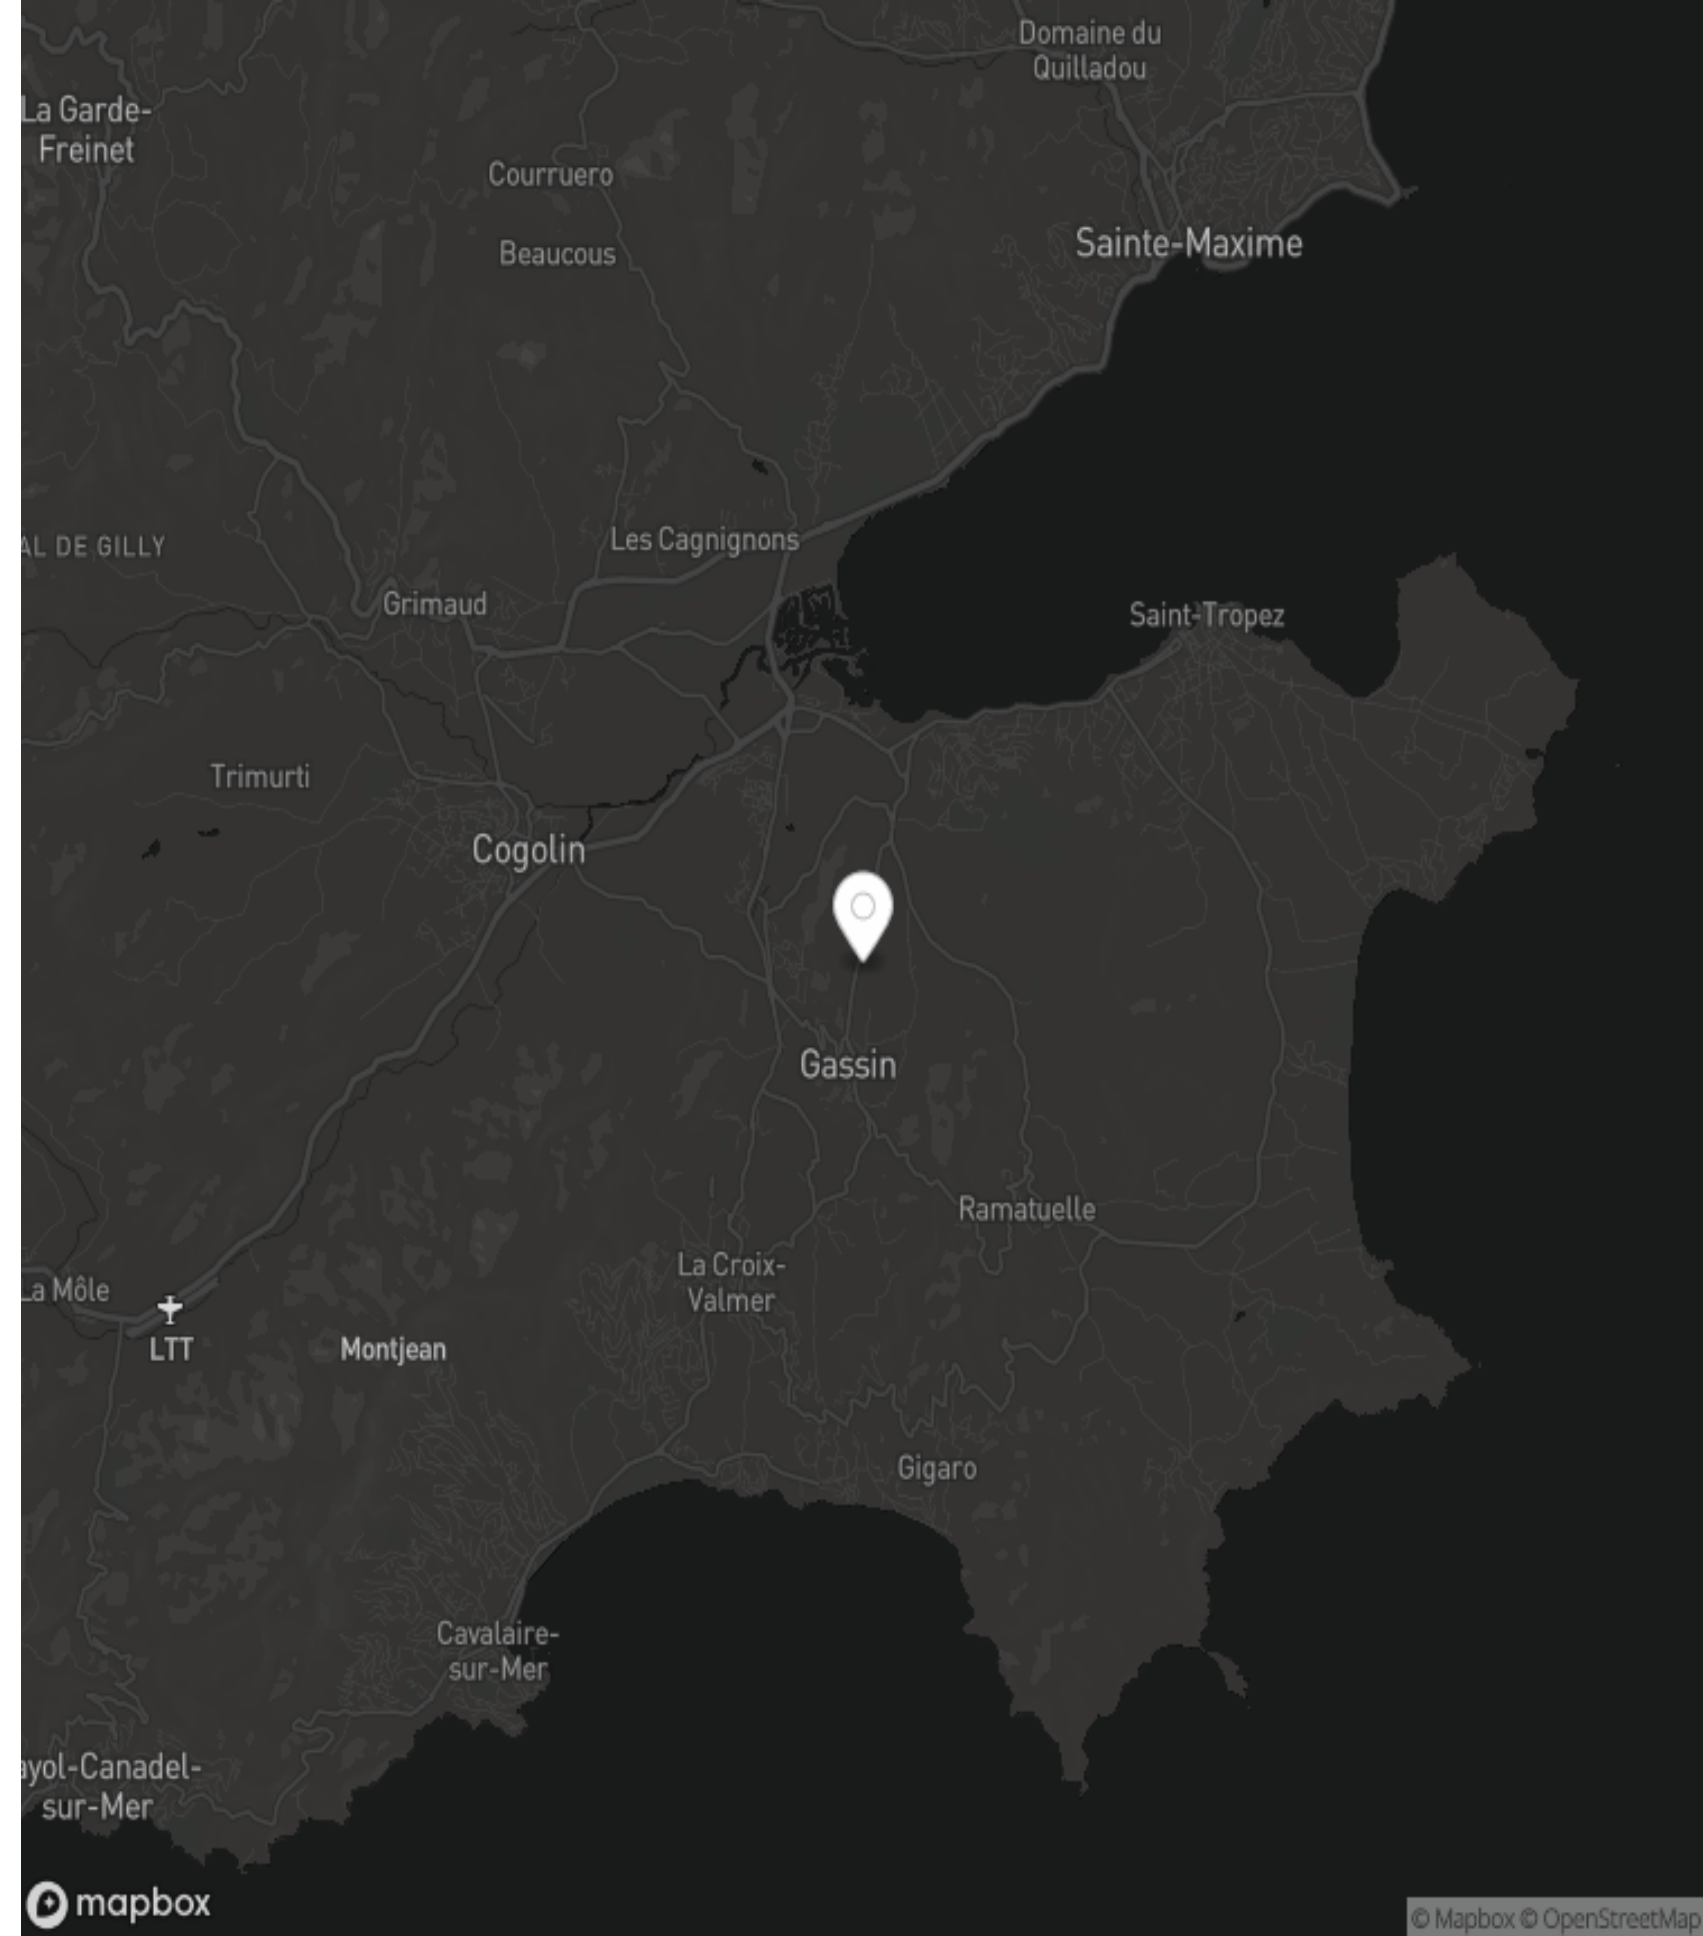 Domaine du
Quilladou
La Garde-
Freinet
Courruero
Sainte-Maxime
Beaucous
Les Cagnignons
AL DE GILLY
Grimaud
Saint-Tropez
Trimurti
Cogolin
Gassin
Ramatuelle
La Croix-
Valmer
La Môle
LTT
Montjean
Gigaro
Cavalaire-
sur-Mer
ayol-Canadel-
sur-Mer
mapbox
© Mapbox © OpenStreetMap